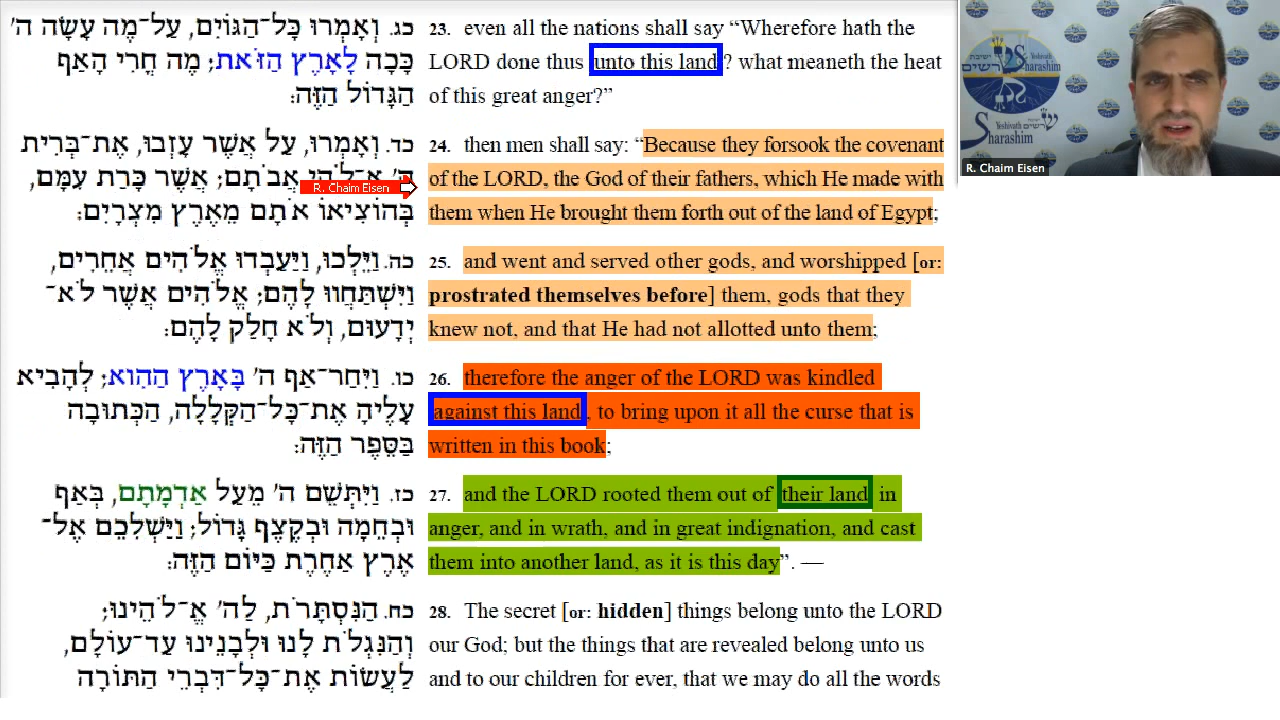 כג. וְאָמְרוּ כָּל־הַגּוֹיִם, עַל־מֶה עָשָׂה ה'
כָּכָה לָאָרֶץ הַזֹּאת; מֶה חֳרִי הָאַף
הַגָּדוֹל הַזֶּה:
כד. וְאָמְרוּ, עַל אֲשֶׁר עָזְבוּ, אֶת־בְּרִית
אֲבֹתָם; אֲשֶׁר כָּרַת עִמָּם,
בְּהוֹצִיאוֹ אֹתָם מֵאֶרֶץ מִצְרָיִם:
כה. וַיֵּלְכוּ, וַיַּעַבְדוּ אֱלֹהִים אֲחֵרִים,
וַיִּשְׁתַּחֲווּ לָהֶם; אֱלֹהִים אֲשֶׁר לֹא־
יְדָעוּם, וְלֹא חָלַק לָהֶם:
כו. וַיִּחַר־אַף ה' בָּאָרֶץ הַהִוא; לְהָבִיא
עָלֶיהָ אֶת־כָּל־הַקְּלָלָה, הַכְּתוּבָה
בַּסֵּפֶר הַזֶּה:
כז. וַיִּתְּשֵׁם ה' מֵעַל אַדְמָתָם, בְּאַף
וּבְחֵמָה וּבְקֶצֶף גָּדוֹל; וַיַּשְׁלִכֵם אֶל־
אֶרֶץ אַחֶרֶת כַּיּוֹם הַזֶּה:
כח. הַנִּסְתָּרֹת, לַה' אֱ־לֹהֵינוּ;
וְהַנִּגְלֹת לָנוּ וּלְבָנֵינוּ עַד־עוֹלָם,
לַעֲשׂוֹת אֶת־כָּל־דִּבְרֵי הַתּוֹרָה
R. Chaim Eisen
23. even all the nations shall say “Wherefore hath the
LORD done thus unto this land? what meaneth the heat
of this great anger?”
24. then men shall say: “Because they forsook the covenant
of the LORD, the God of their fathers, which He made with
them when He brought them forth out of the land of Egypt;
25. and went and served other gods, and worshipped [or:
prostrated themselves before] them, gods that they
knew not, and that He had not allotted unto them;
26. therefore the anger of the LORD was kindled
against this land, to bring upon it all the curse that is
written in this book;
27. and the LORD rooted them out of their land in
anger, and in wrath, and in great indignation, and cast
them into another land, as it is this day”. —
28. The secret [or: hidden] things belong unto the LORD
our God; but the things that are revealed belong unto us
and to our children for ever, that we may do all the words
Yeshivath Sharashim
ישיבת שרשים
Yeshivath שרשים
Sharashim
R. Chaim Eisen